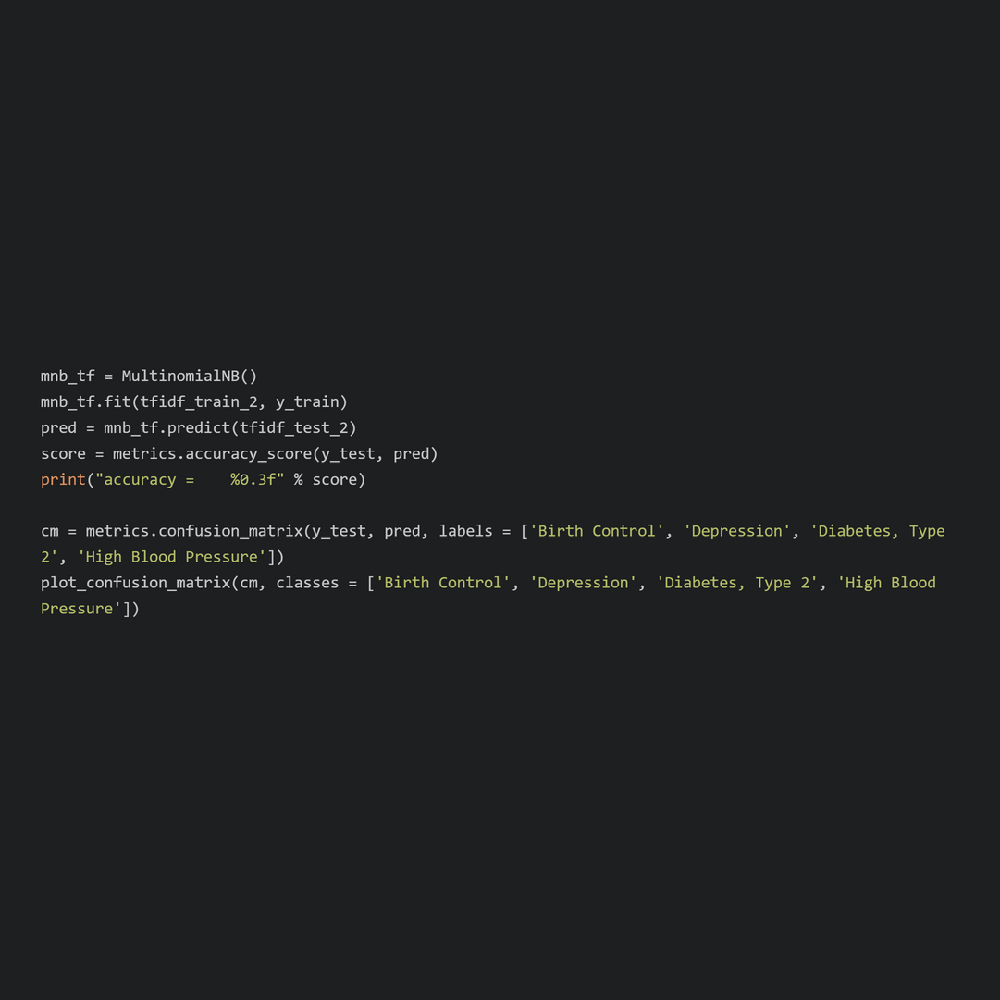 mnb_tf = MultinomialNB()
mnb_tf.fit(tfidf_train_2, y_train)
pred = mnb_tf.predict(tfidf_test_2)
score = metrics.accuracy_score(y_test, pred)
print("accuracy =    %0.3f" % score)

cm = metrics.confusion_matrix(y_test, pred, labels = ['Birth Control', 'Depression', 'Diabetes, Type
2', 'High Blood Pressure'])
plot_confusion_matrix(cm, classes = ['Birth Control', 'Depression', 'Diabetes, Type 2', 'High Blood
Pressure'])